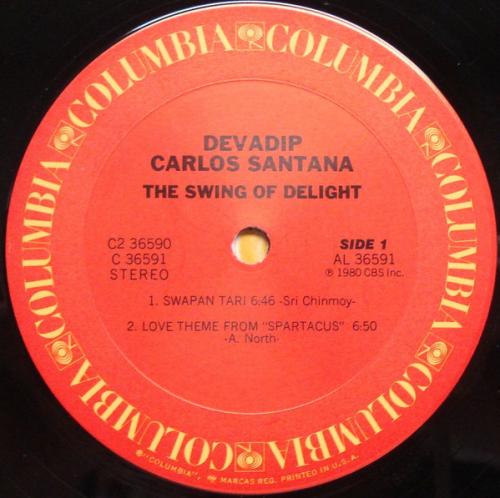 COLUMBIA COLUMBIA COLUMBIA COLUMBIA COLUMBIA COLUMBIA COLUMBIA
DEVADIP
CARLOS SANTANA
THE SWING OF DELIGHT
C2 36590
C 36591
STEREO
SIDE 1
AL 36591
℗ 1980 CBS Inc.
1. SWAPAN TARI 6:46 -Sri Chinmoy-
2. LOVE THEME FROM "SPARTACUS" 6:50
-A. North-
® "COLUMBIA", MARCAS REG. PRINTED IN U.S.A.